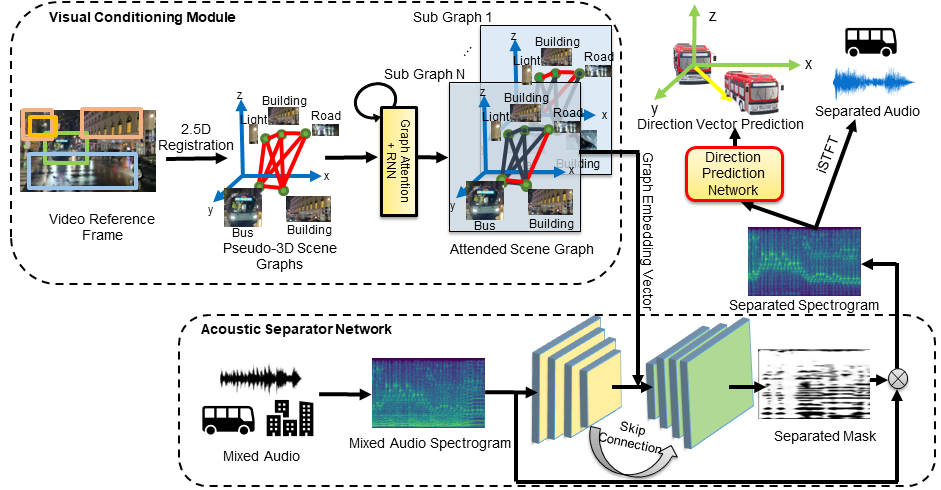 Visual Conditioning Module
Sub Graph 1
Sub Graph N
2.5D
Registration
Video Reference
Frame
z
x
y
Light
Building
Road
Bus
Building
Pseudo-3D Scene
Graphs
Graph Attention
+ RNN
z
x
Light
Building
Road
Building
z
x
y
Light
Building
Road
Bus
Building
Attended Scene Graph
Graph Embedding Vector
Z
x
y
Direction Vector Prediction
Direction
Prediction
Network
Separated Audio
iSTFT
Separated Spectrogram
Acoustic Separator Network
Mixed Audio
Mixed Audio Spectrogram
Skip
Connection
Separated Mask